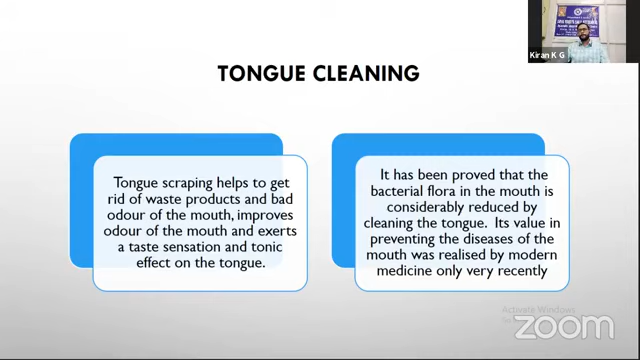 Kiran K G
TONGUE CLEANING
Tongue scraping helps to get
rid of waste products and bad
odour of the mouth, improves
odour of the mouth and exerts
a taste sensation and tonic
effect on the tongue.
It has been proved that the
bacterial flora in the mouth is
considerably reduced by
cleaning the tongue. Its value in
preventing the diseases of the
mouth was realised by modern
medicine only very recently
Activate Windows
zoom